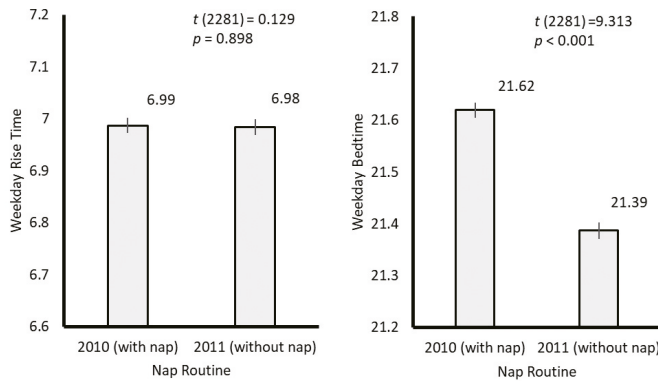 t (2281) = 0.129
p = 0.898
7.2
7.1
7
6.9
6.8
6.7
6.6
Weekday Rise Time
6.99
6.98
2010 (with nap) 2011 (without nap)
Nap Routine
t (2281) =9.313
p < 0.001
21.8
21.7
21.6
21.5
21.4
21.3
21.2
Weekday Bedtime
21.62
21.39
2010 (with nap) 2011 (without nap)
Nap Routine